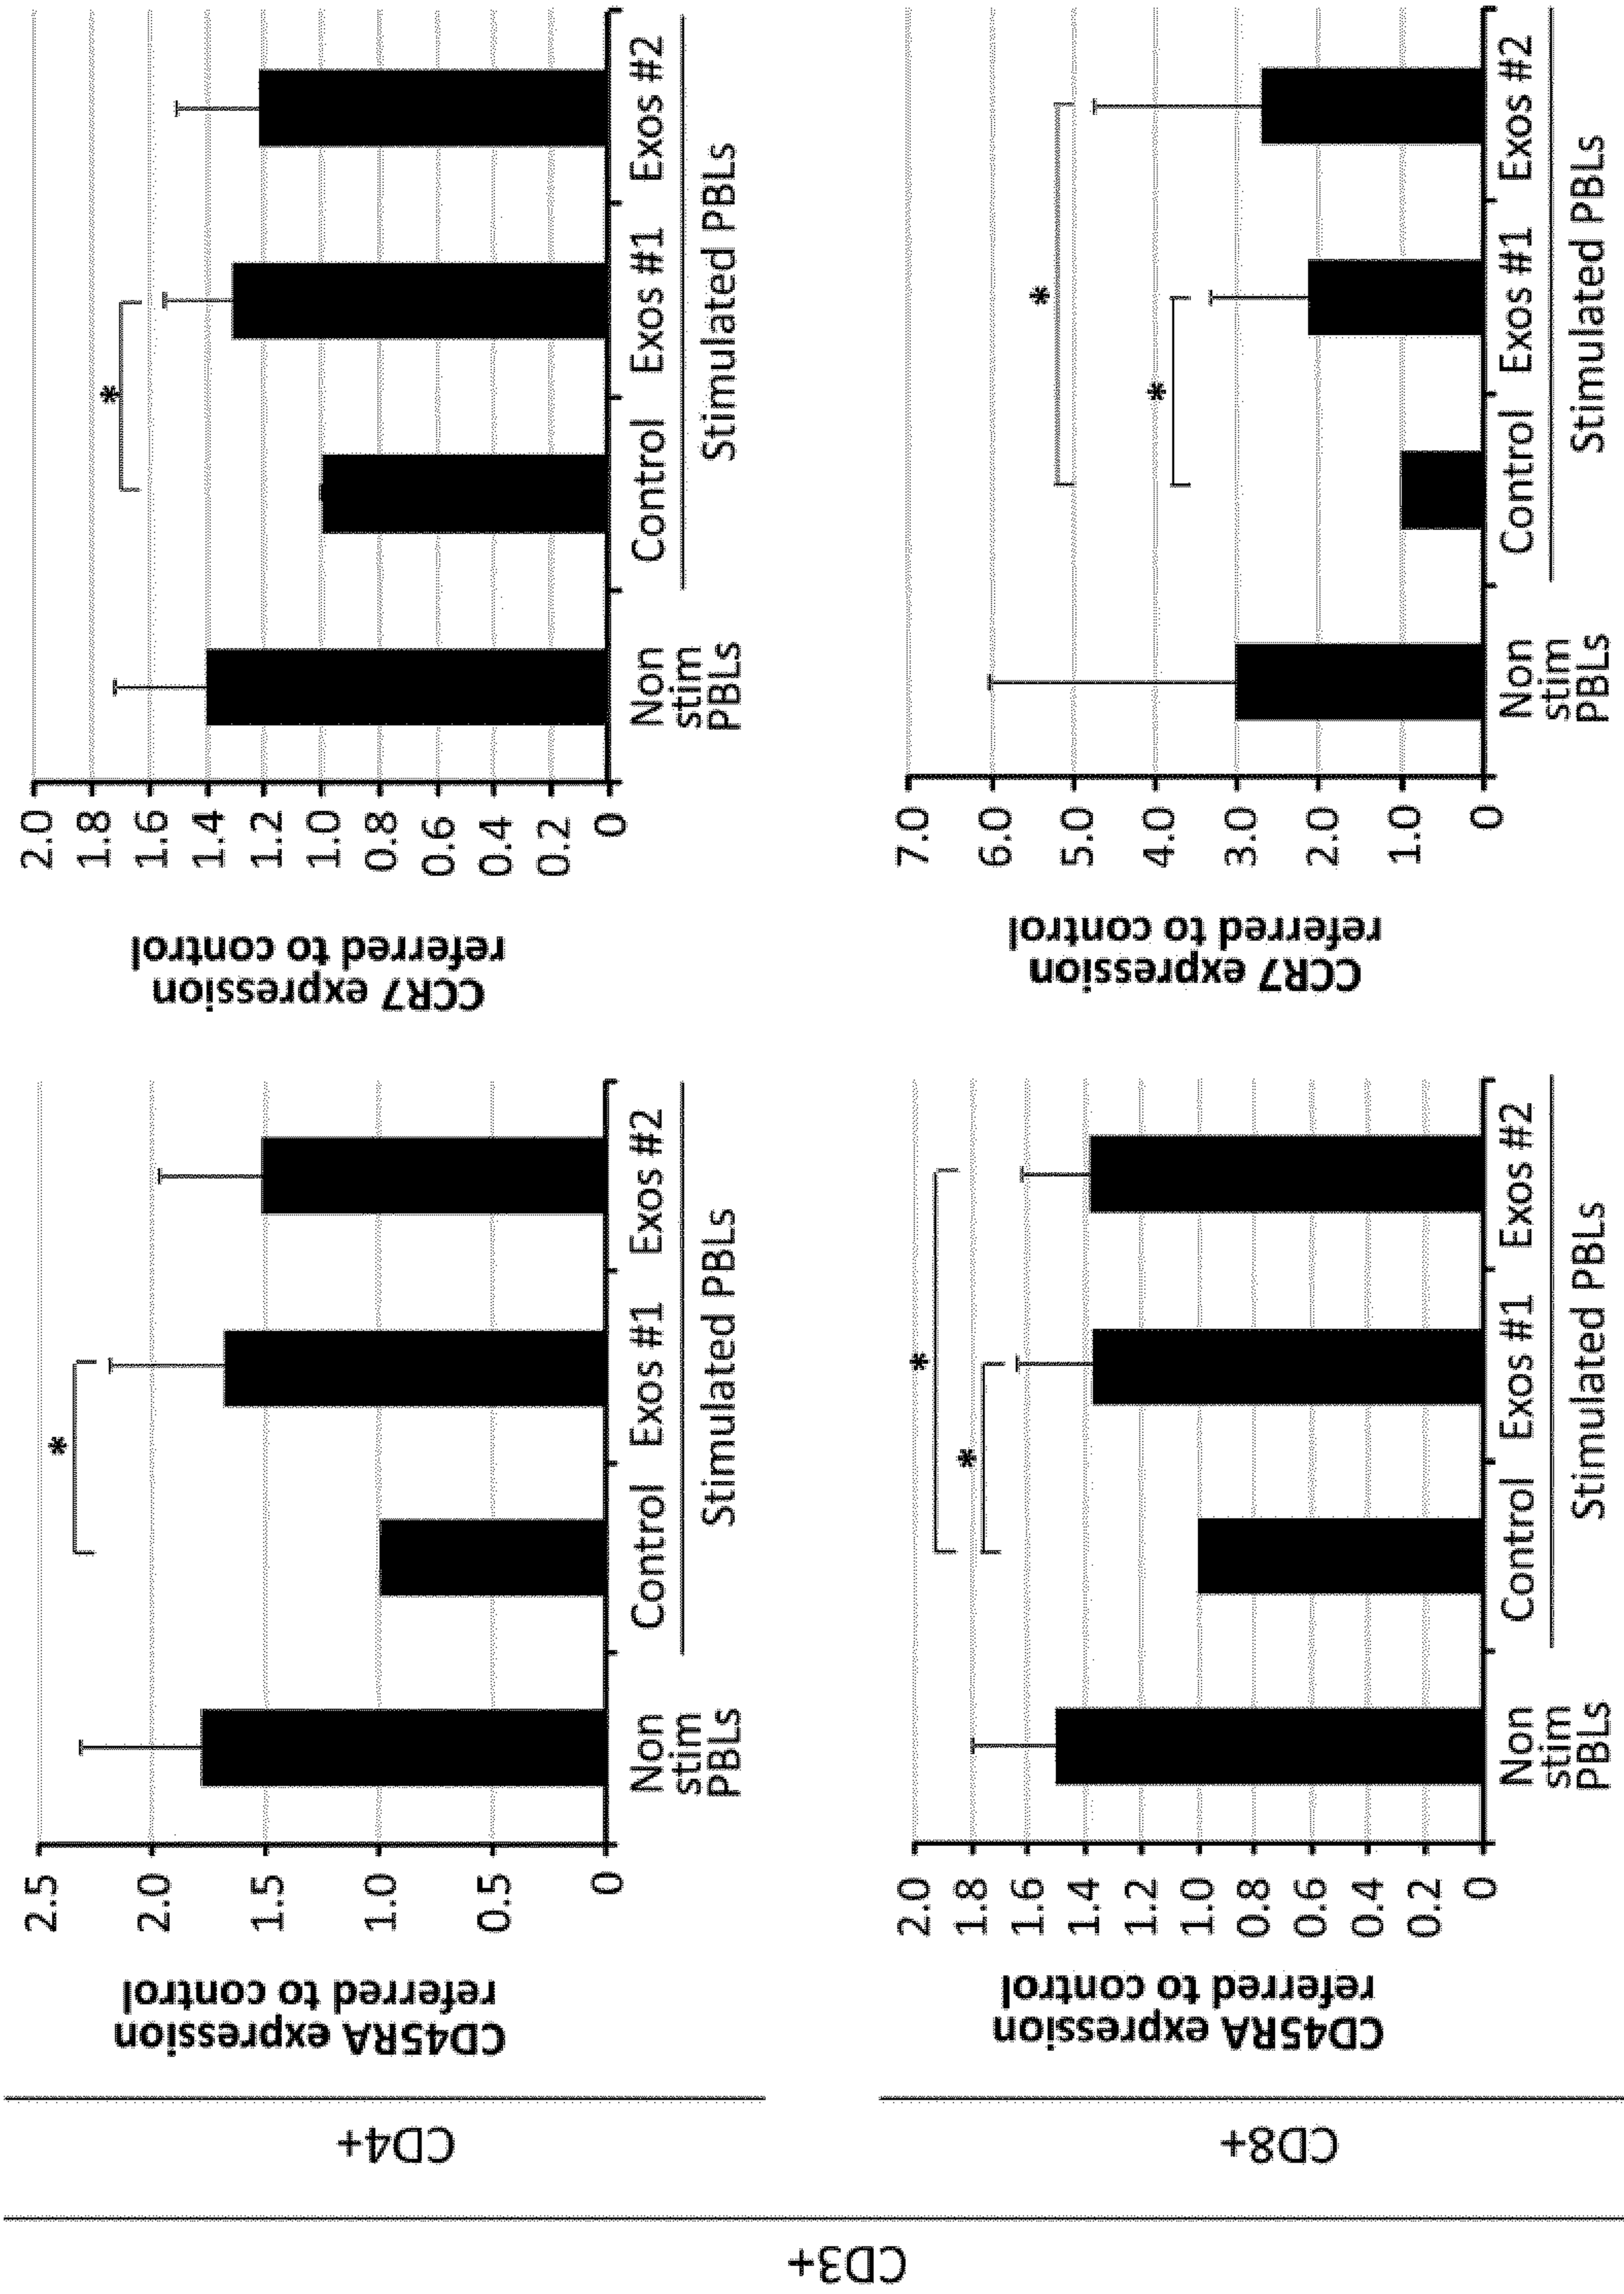 CD3+
CD4+
CD45RA expression
referred to control
2.5
2.0
1.5
1.0
0.5
0
Non
stim
PBLs
Control
Exos #1
Exos #2
Stimulated PBLs
*
CCR7 expression
referred to control
2.0
1.8
1.6
1.4
1.2
1.0
0.8
0.6
0.4
0.2
0
Non
stim
PBLs
Control
Exos #1
Exos #2
Stimulated PBLs
*
CD8+
CD45RA expression
referred to control
2.0
1.8
1.6
1.4
1.2
1.0
0.8
0.6
0.4
0.2
0
Non
stim
PBLs
Control
Exos #1
Exos #2
Stimulated PBLs
*
*
CCR7 expression
referred to control
7.0
6.0
5.0
4.0
3.0
2.0
1.0
0
Non
stim
PBLs
Control
Exos #1
Exos #2
Stimulated PBLs
*
*